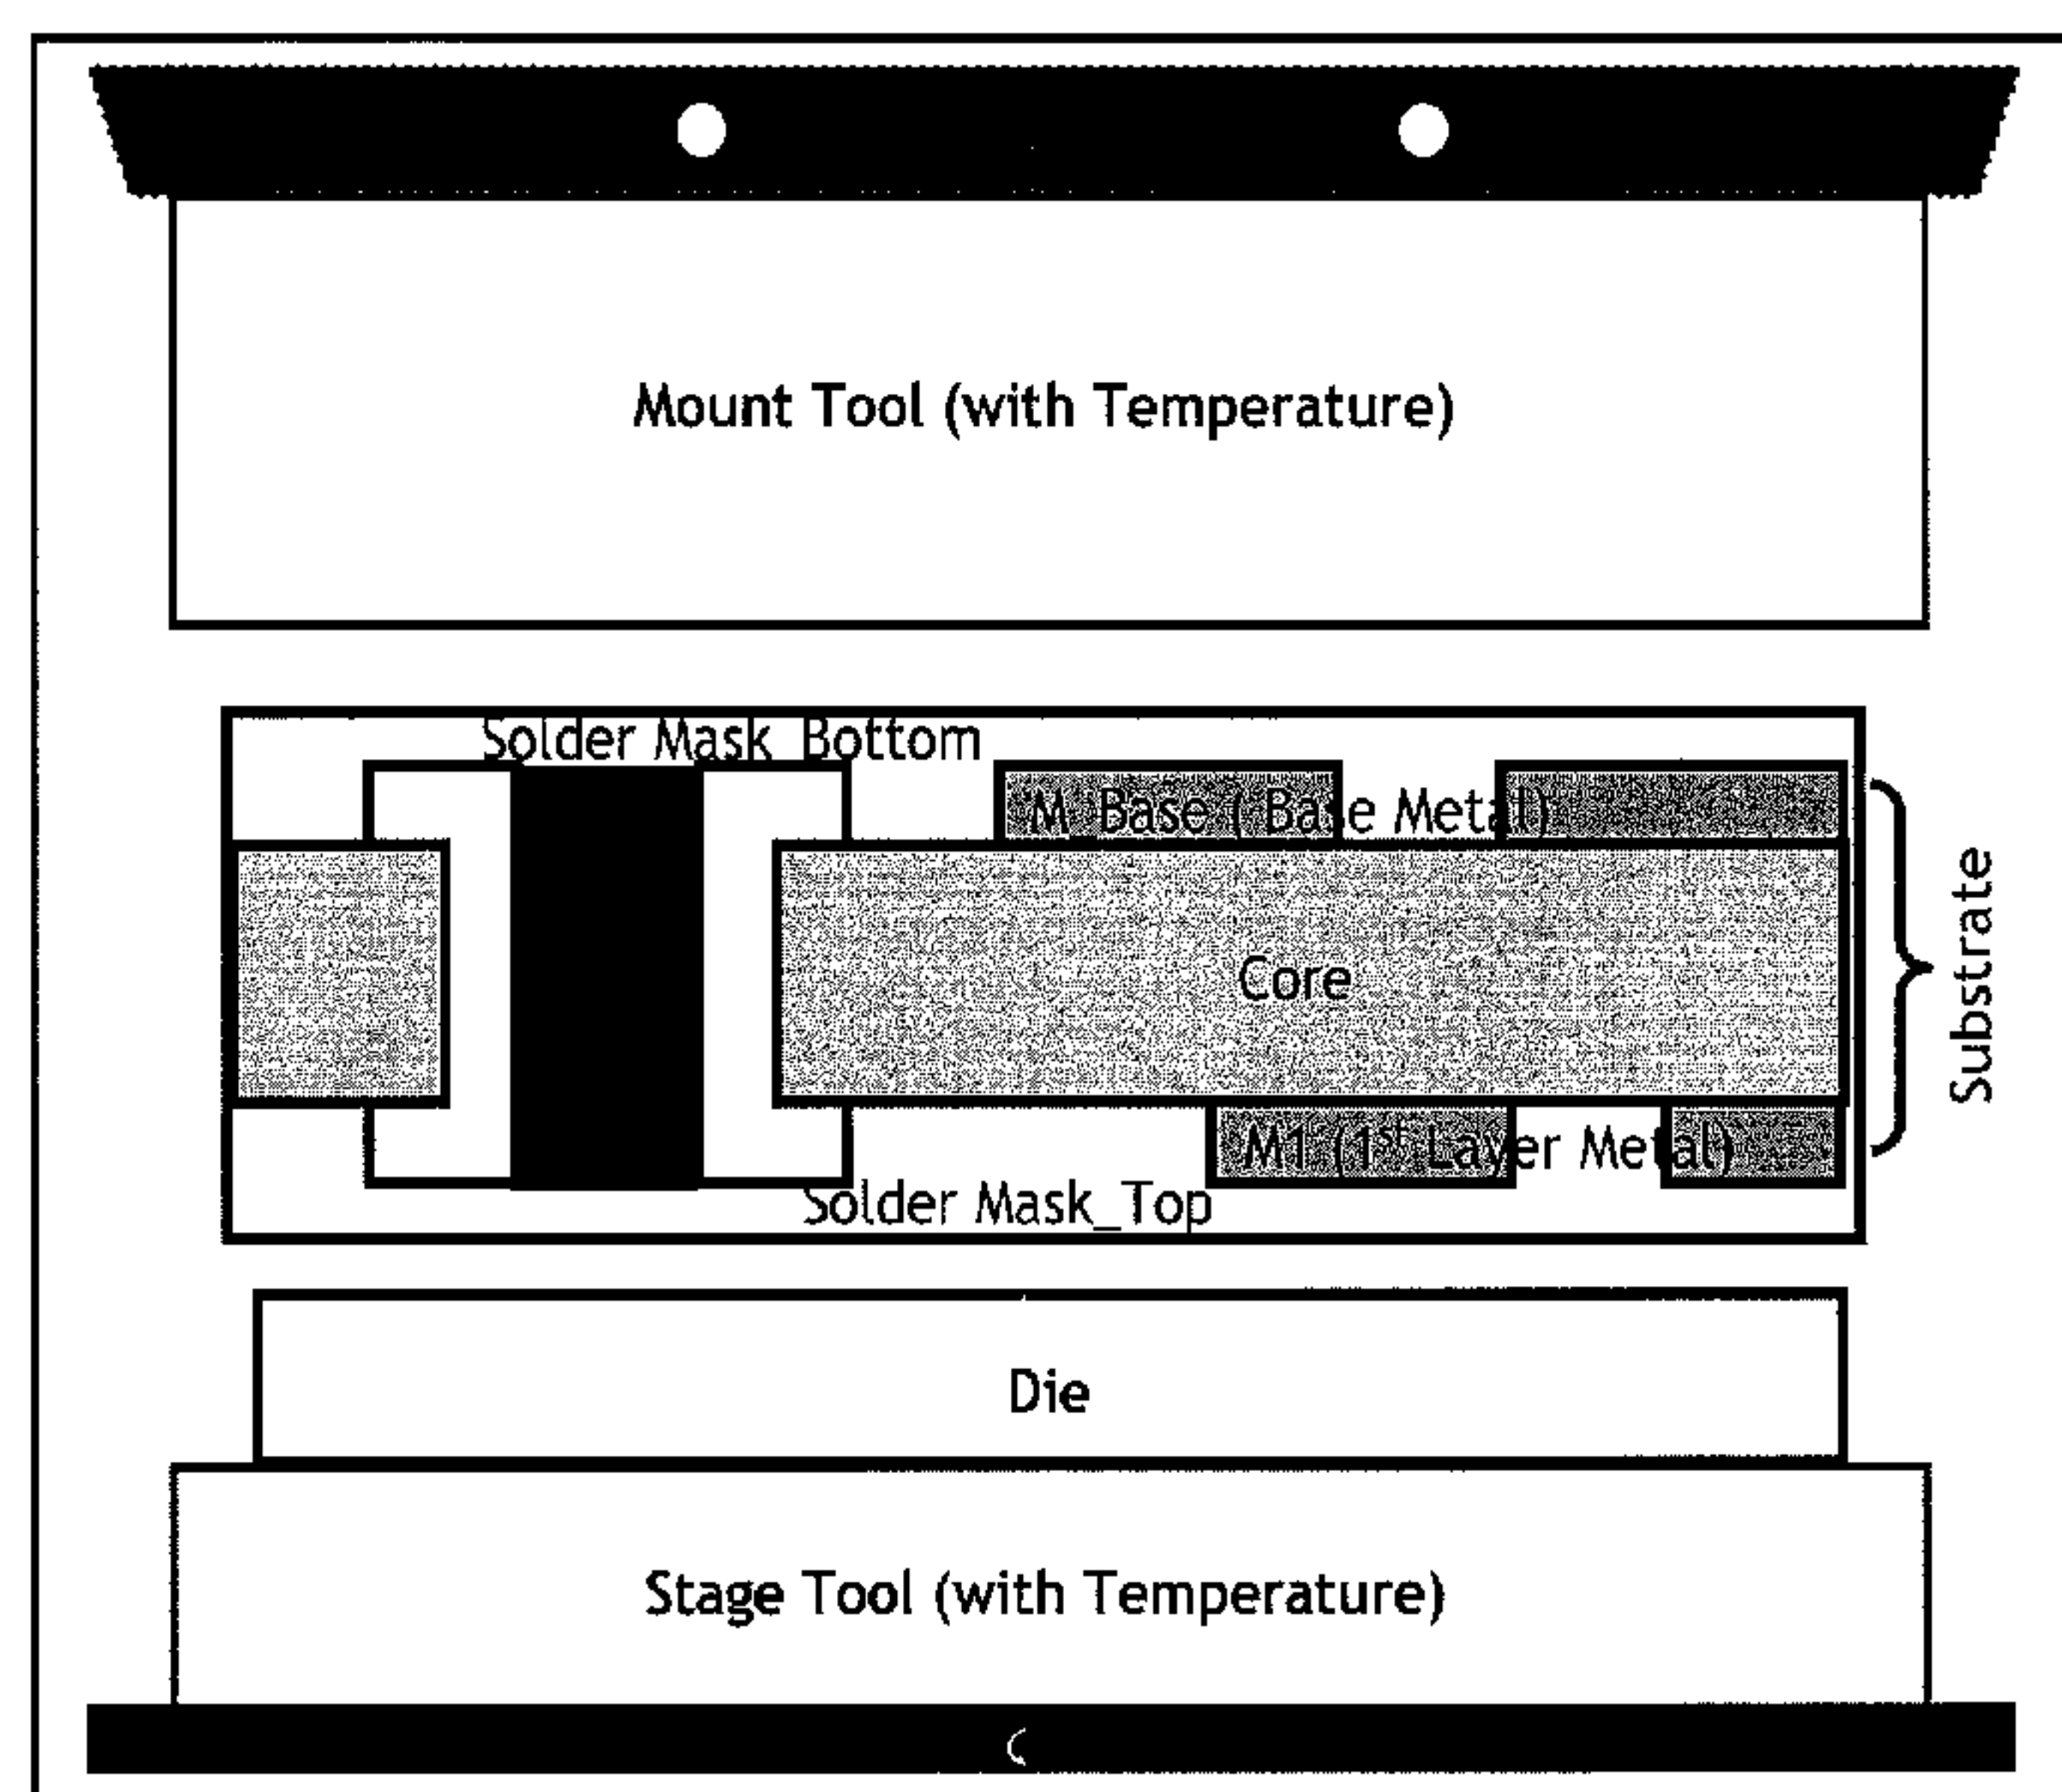 Mount Tool (with Temperature)
Solder Mask_Bottom
M_Base ( Base Metal)
Core
Substrate
M1 (1st Layer Metal)
Solder Mask_Top
Die
Stage Tool (with Temperature)